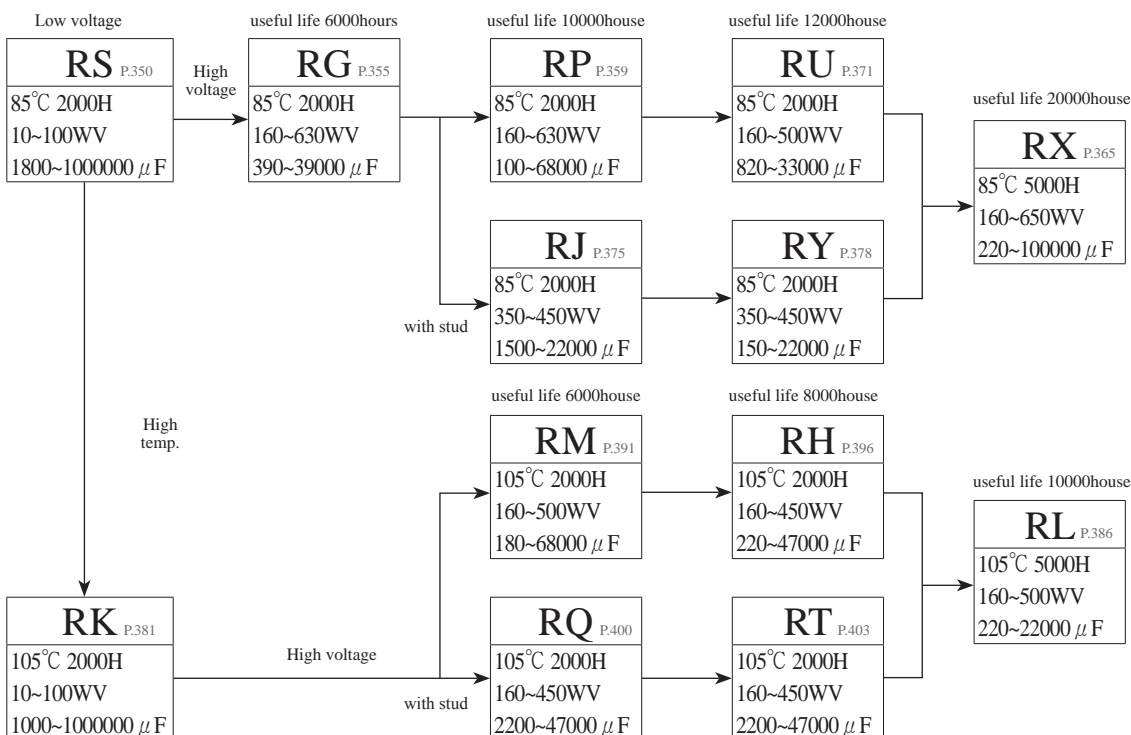 Low voltage
RS P.350
85℃ 2000H
10~100WV
1800~1000000 μF
High
voltage
useful life 6000hours
RG P.355
85℃ 2000H
160~630WV
390~39000 μF
useful life 10000house
RP P.359
85℃ 2000H
160~630WV
100~68000 μF
useful life 12000house
RU P.371
85℃ 2000H
160~500WV
820~33000 μF
useful life 20000house
RX P.365
85℃ 5000H
160~650WV
220~100000 μF
with stud
RJ P.375
85℃ 2000H
350~450WV
1500~22000 μF
RY P.378
85℃ 2000H
350~450WV
150~22000 μF
High
temp.
useful life 6000house
RM P.391
105℃ 2000H
160~500WV
180~68000 μF
useful life 8000house
RH P.396
105℃ 2000H
160~450WV
220~47000 μF
useful life 10000house
RL P.386
105℃ 5000H
160~500WV
220~22000 μF
RK P.381
105℃ 2000H
10~100WV
1000~1000000 μF
High voltage
with stud
RQ P.400
105℃ 2000H
160~450WV
2200~47000 μF
RT P.403
105℃ 2000H
160~450WV
2200~47000 μF